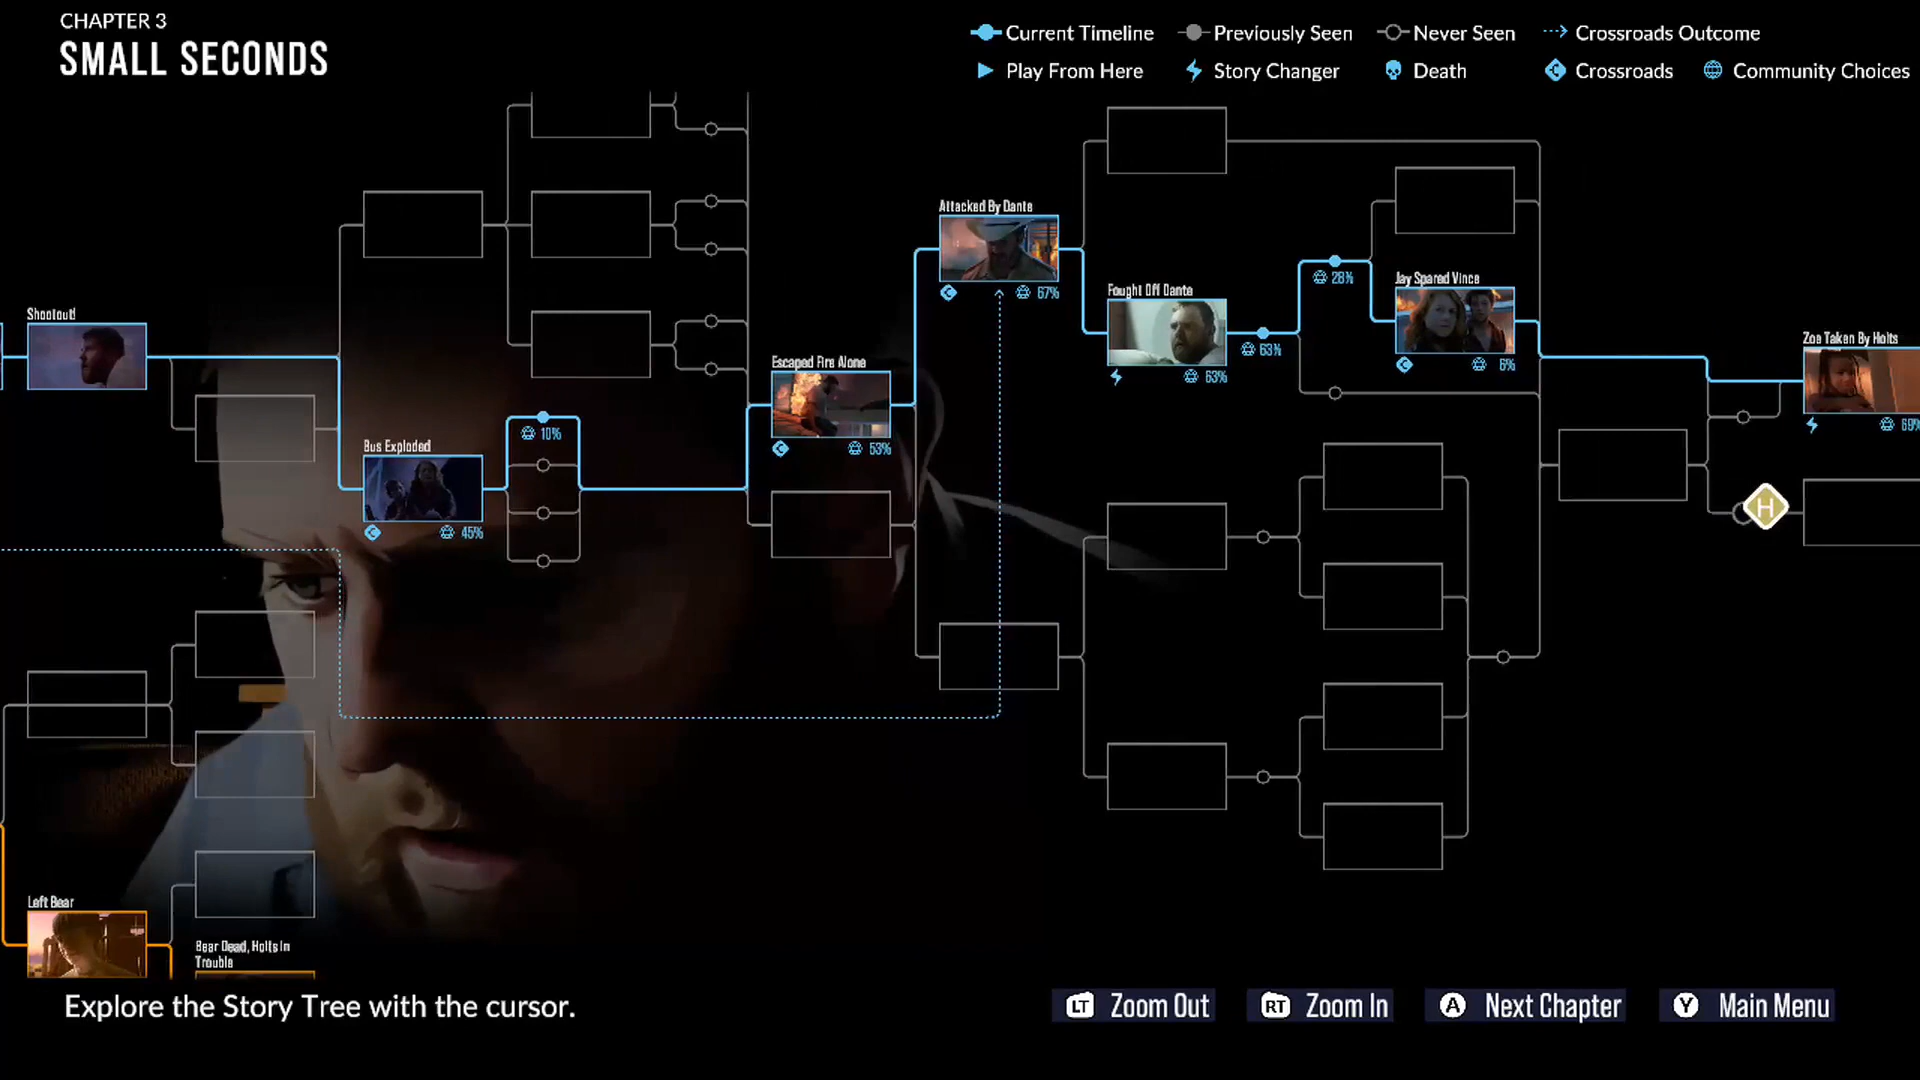 CHAPTER 3
SMALL SECONDS
Current Timeline
Previously Seen
Never Seen
Crossroads Outcome
Play From Here
Story Changer
Death
Crossroads
Community Choices
Attacked By Dante
67%
28%
Jay Spared Vince
6%
Fought Off Dante
63%
63%
Shootout!
Zoe Taken By Holts
69%
Escaped Fire Alone
53%
10%
Bus Exploded
45%
H
Left Bear
Bear Dead, Holts In
Trouble
Explore the Story Tree with the cursor.
LT Zoom Out
RT Zoom In
A Next Chapter
Y Main Menu